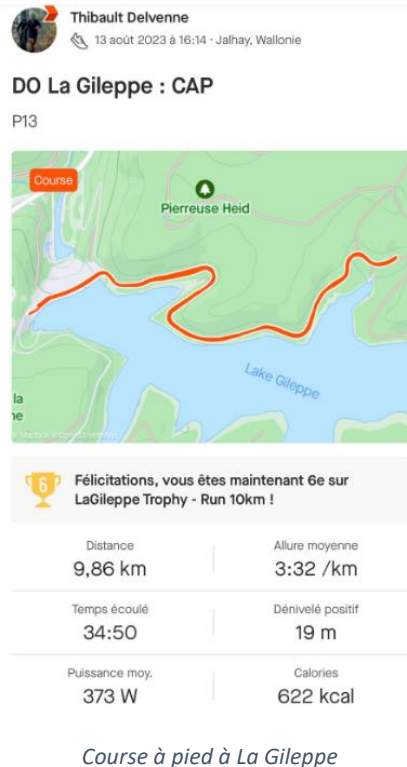 Thibault Delvenne
13 août 2023 à 16:14 · Jalhay, Wallonie
DO La Gileppe : CAP
P13
Course
Pierreuse Heid
Lake Gileppe
la
ne
© Mapbox © OpenStreetMap
6
Félicitations, vous êtes maintenant 6e sur
LaGileppe Trophy - Run 10km !
Distance
9,86 km
Allure moyenne
3:32 /km
Temps écoulé
34:50
Dénivelé positif
19 m
Puissance moy.
373 W
Calories
622 kcal
Course à pied à La Gileppe